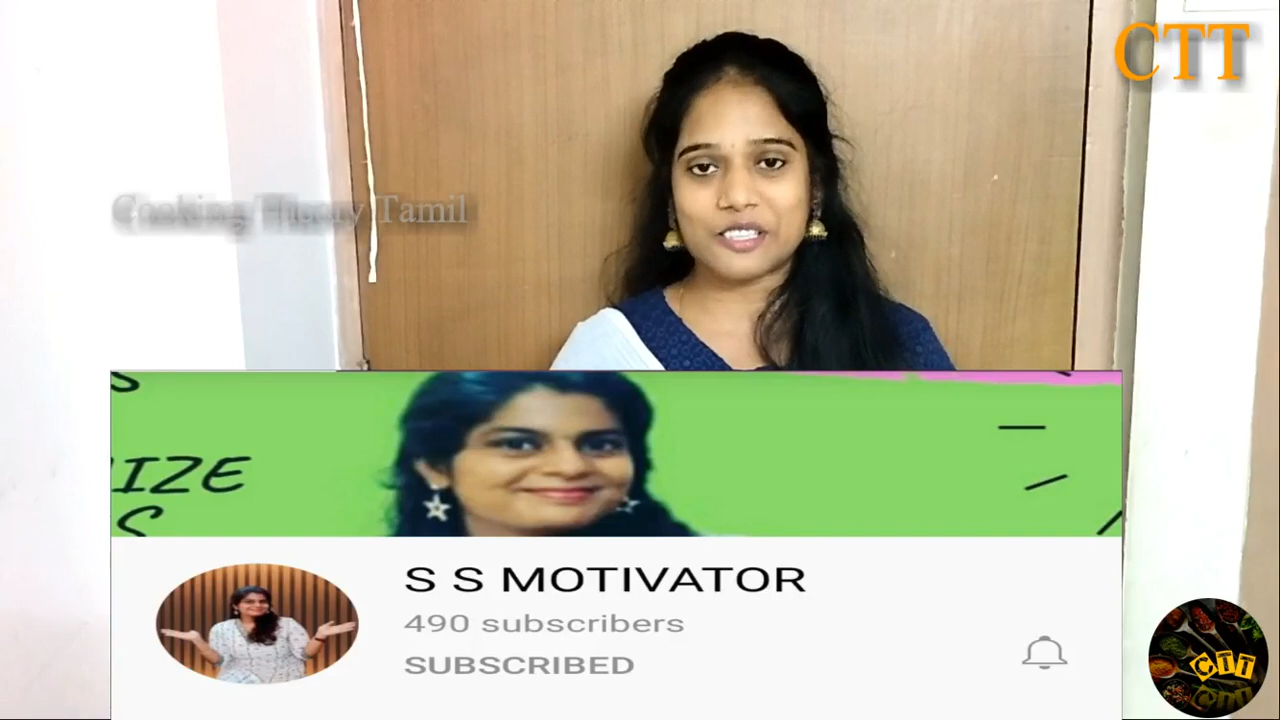 CTT
Cooking Tamil
IZE
S S MOTIVATOR
490 subscribers
SUBSCRIBED
CTT